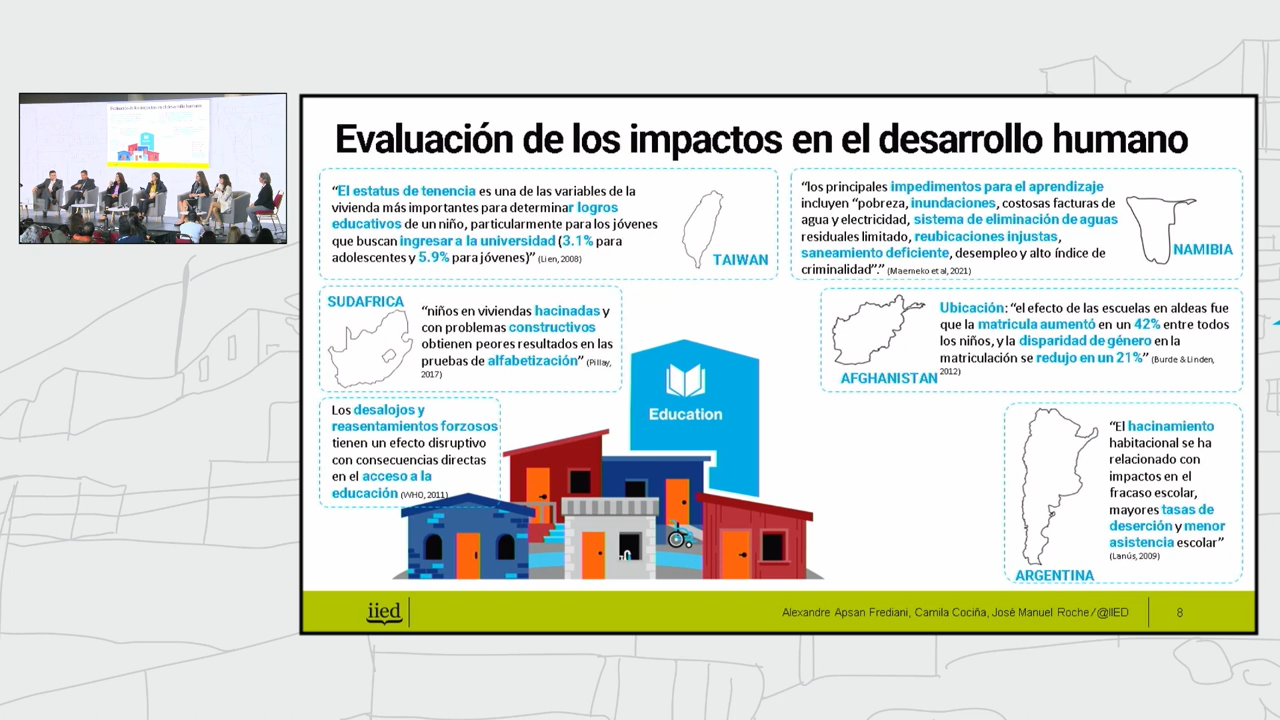 Evaluación de los impactos en el desarrollo humano
“El estatus de tenencia es una de las variables de la
vivienda más importantes para determinar logros
educativos de un niño, particularmente para los jóvenes
que buscan ingresar a la universidad (3.1% para
adolescentes y 5.9% para jóvenes)” (Lien, 2008)
TAIWAN
“los principales impedimentos para el aprendizaje
incluyen “pobreza, inundaciones, costosas facturas de
agua y electricidad, sistema de eliminación de aguas
residuales limitado, reubicaciones injustas,
saneamiento deficiente, desempleo y alto índice de
criminalidad”.” (Maemeko et al, 2021)
NAMIBIA
SUDAFRICA
“niños en viviendas hacinadas y
con problemas constructivos
obtienen peores resultados en las
pruebas de alfabetización” (Pillay,
2017)
Ubicación: “el efecto de las escuelas en aldeas fue
que la matricula aumentó en un 42% entre todos
los niños, y la disparidad de género en la
matriculación se redujo en un 21%” (Burde & Linden,
2012)
AFGHANISTAN
Los desalojos y
reasentamientos forzosos
tienen un efecto disruptivo
con consecuencias directas
en el acceso a la
educación (WHO, 2011)
Education
“El hacinamiento
habitacional se ha
relacionado con
impactos en el
fracaso escolar,
mayores tasas de
deserción y menor
asistencia escolar”
(Lanús, 2009)
ARGENTINA
iied
Alexandre Apsan Frediani, Camila Cociña, José Manuel Roche/@IIED
8